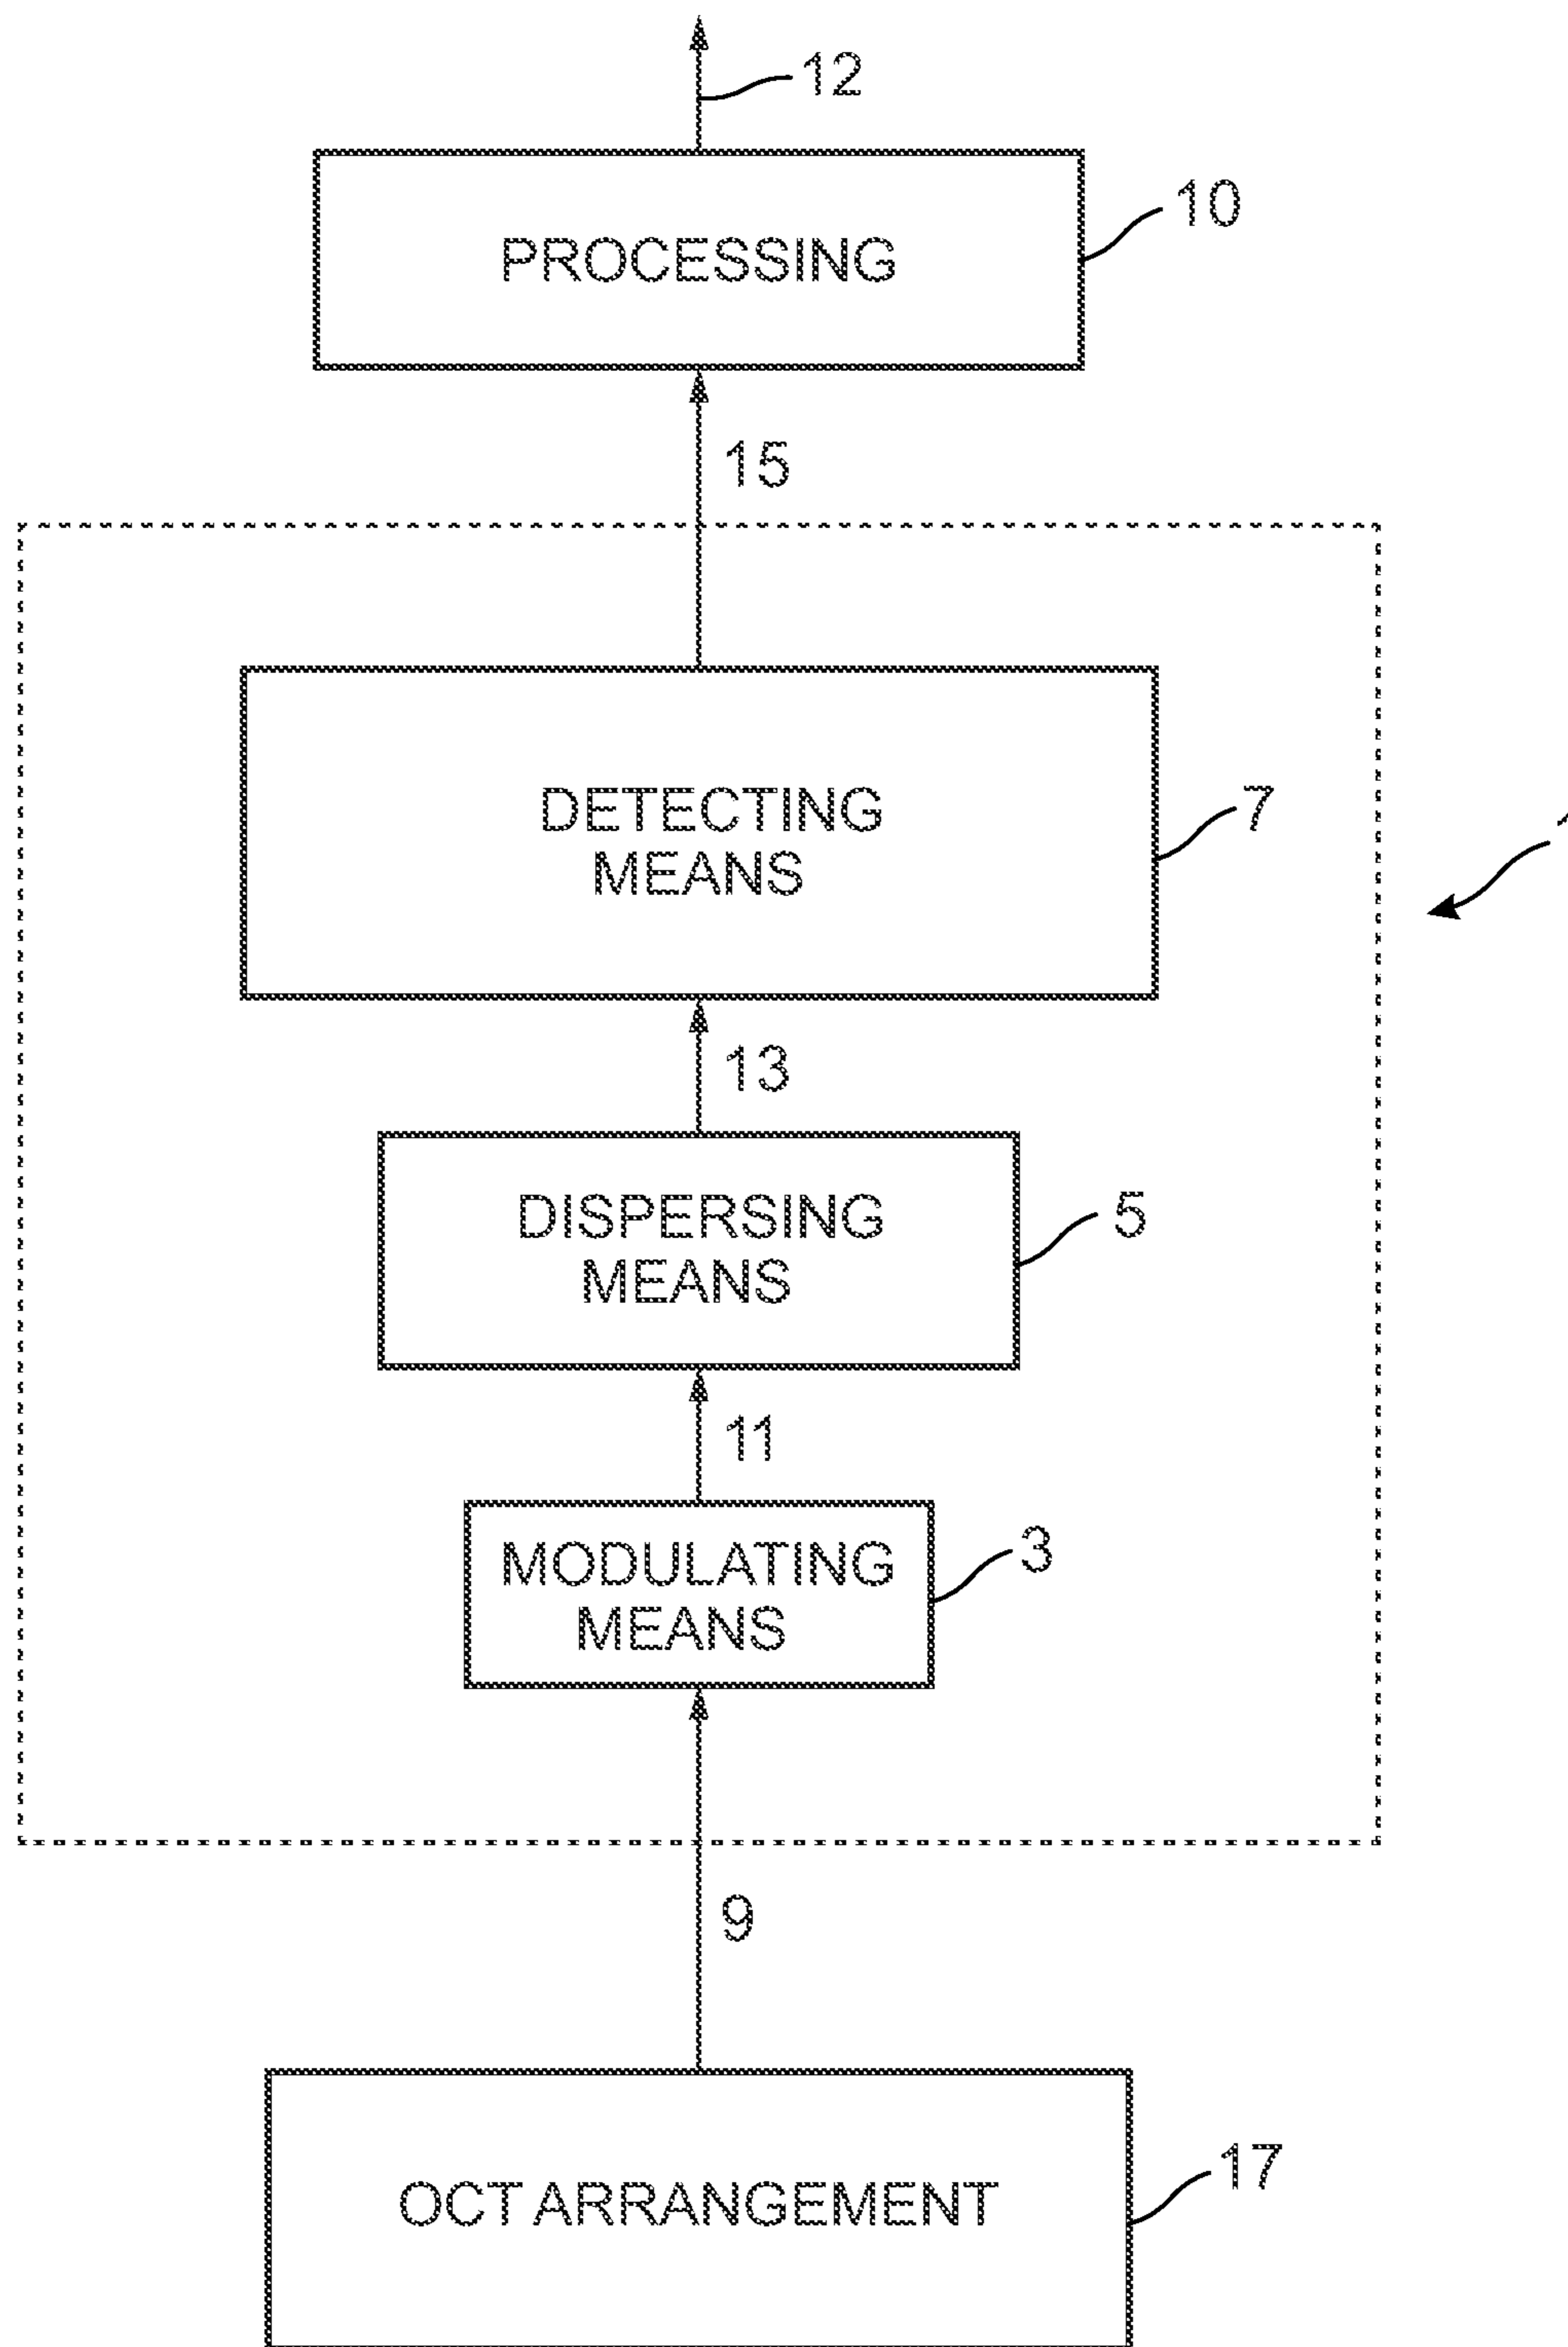 12
10
PROCESSING
15
DETECTING
MEANS
7
13
DISPERSING
MEANS
5
11
MODULATING
MEANS
3
9
OCT ARRANGEMENT
17